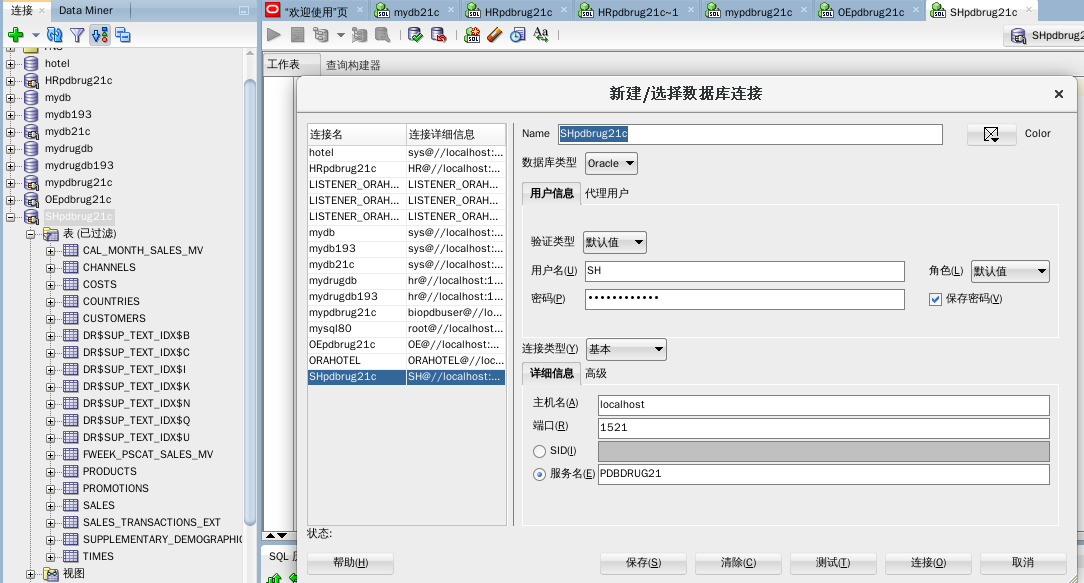 连接
Data Miner
"欢迎使用"页
mydb21c
HRpdbrug21c
HRpdbrug21c~1
mypdbrug21c
OEpdbrug21c
SHpdbrug21c
SHpdbrug2
工作表
查询构建器
hotel
HRpdbrug21c
mydb
mydb193
mydb21c
mydrugdb
mydrugdb193
mypdbrug21c
OEpdbrug21c
SHpdbrug21c
表 (已过滤)
CAL_MONTH_SALES_MV
CHANNELS
COSTS
COUNTRIES
CUSTOMERS
DR$SUP_TEXT_IDX$B
DR$SUP_TEXT_IDX$C
DR$SUP_TEXT_IDX$I
DR$SUP_TEXT_IDX$K
DR$SUP_TEXT_IDX$N
DR$SUP_TEXT_IDX$Q
DR$SUP_TEXT_IDX$U
FWEEK_PSCAT_SALES_MV
PRODUCTS
PROMOTIONS
SALES
SALES_TRANSACTIONS_EXT
SUPPLEMENTARY_DEMOGRAPHI
TIMES
视图
新建/选择数据库连接
连接名 连接详细信息
hotel sys@//localhost:...
HRpdbrug21c HR@//localhost:...
LISTENER_ORAH... LISTENER_ORAH...
LISTENER_ORAH... LISTENER_ORAH...
LISTENER_ORAH... LISTENER_ORAH...
mydb sys@//localhost:...
mydb193 sys@//localhost:...
mydb21c sys@//localhost:...
mydrugdb hr@//localhost:1...
mydrugdb193 hr@//localhost:1...
mypdbrug21c biopdbuser@//lo...
mysql80 root@//localhost...
OEpdbrug21c OE@//localhost:...
ORAHOTEL ORAHOTEL@//loc...
SHpdbrug21c SH@//localhost:...
Name SHpdbrug21c Color
数据库类型 Oracle
用户信息 代理用户
验证类型 默认值
用户名(U) SH 角色(L) 默认值
密码(P) •••••••••••• 保存密码(V)
连接类型(Y) 基本
详细信息 高级
主机名(A) localhost
端口(R) 1521
SID(I)
服务名(E) PDBDRUG21
状态:
帮助(H) 保存(S) 清除(C) 测试(T) 连接(O) 取消
SQL